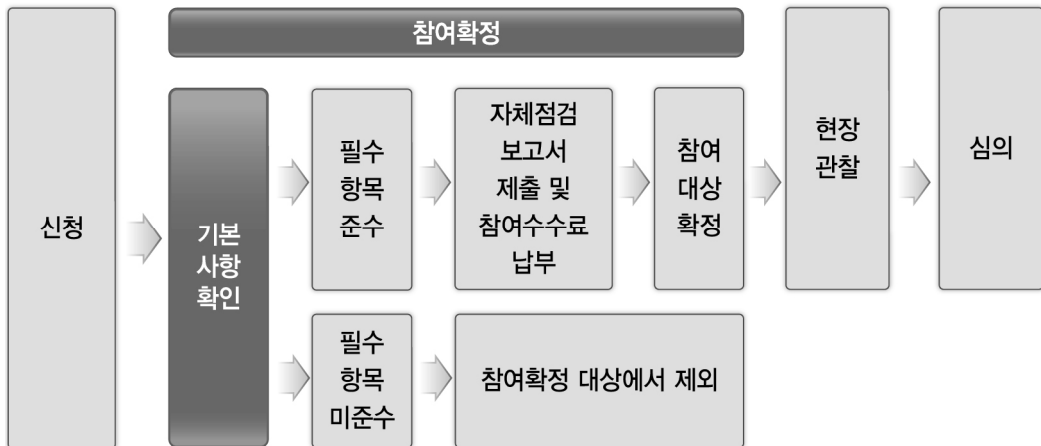 참여확정
신청
기본
사항
확인
필수
항목
준수
자체점검
보고서
제출 및
참여수수료
납부
참여
대상
확정
현장
관찰
심의
필수
항목
미준수
참여확정 대상에서 제외